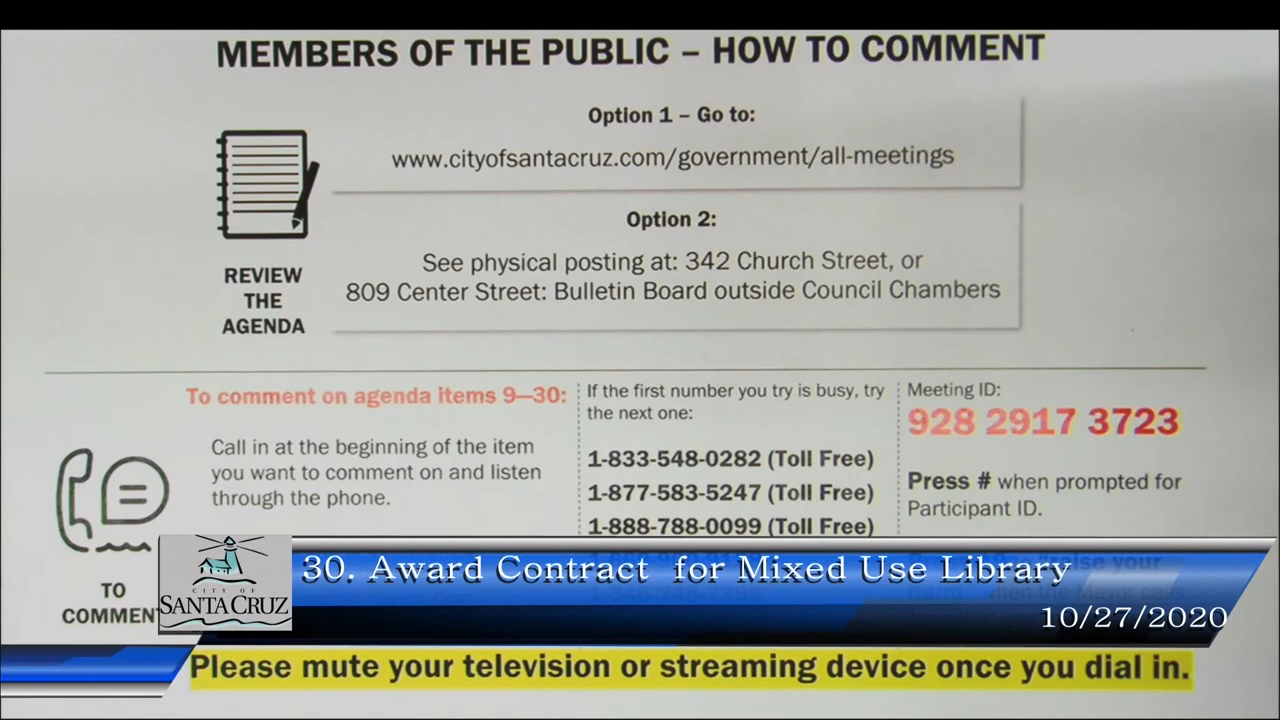 MEMBERS OF THE PUBLIC – HOW TO COMMENT
Option 1 – Go to:
www.cityofsantacruz.com/government/all-meetings
Option 2:
See physical posting at: 342 Church Street, or
809 Center Street: Bulletin Board outside Council Chambers
REVIEW
THE
AGENDA
To comment on agenda items 9—30:
Call in at the beginning of the item
you want to comment on and listen
through the phone.
If the first number you try is busy, try
the next one:
1-833-548-0282 (Toll Free)
1-877-583-5247 (Toll Free)
1-888-788-0099 (Toll Free)
Meeting ID:
928 2917 3723
Press # when prompted for
Participant ID.
"raise your
TO
COMMEN
CITY OF
SANTA CRUZ
30. Award Contract for Mixed Use Library
10/27/2020
Please mute your television or streaming device once you dial in.